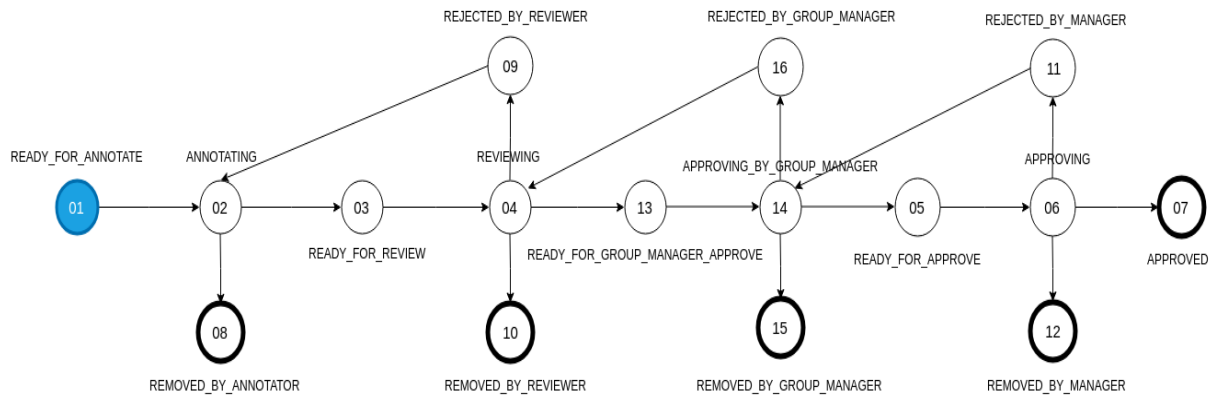 REJECTED_BY_REVIEWER
REJECTED_BY_GROUP_MANAGER
REJECTED_BY_MANAGER
09
16
11
READY_FOR_ANNOTATE
ANNOTATING
REVIEWING
APPROVING_BY_GROUP_MANAGER
APPROVING
01
02
03
04
13
14
05
06
07
READY_FOR_REVIEW
READY_FOR_GROUP_MANAGER_APPROVE
READY_FOR_APPROVE
APPROVED
08
10
15
12
REMOVED_BY_ANNOTATOR
REMOVED_BY_REVIEWER
REMOVED_BY_GROUP_MANAGER
REMOVED_BY_MANAGER